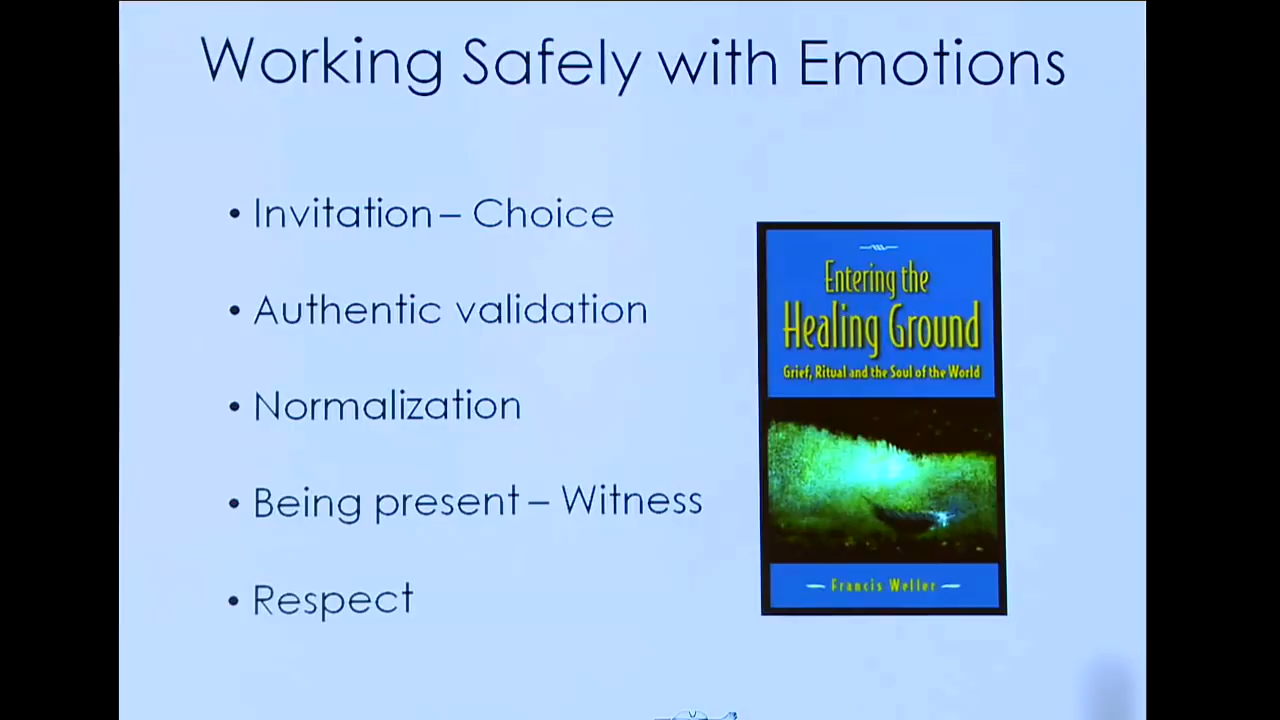 Working Safely with Emotions
• Invitation – Choice
• Authentic validation
• Normalization
• Being present – Witness
• Respect
Entering the
Healing Ground
Grief, Ritual and the Soul of the World
Francis Weller